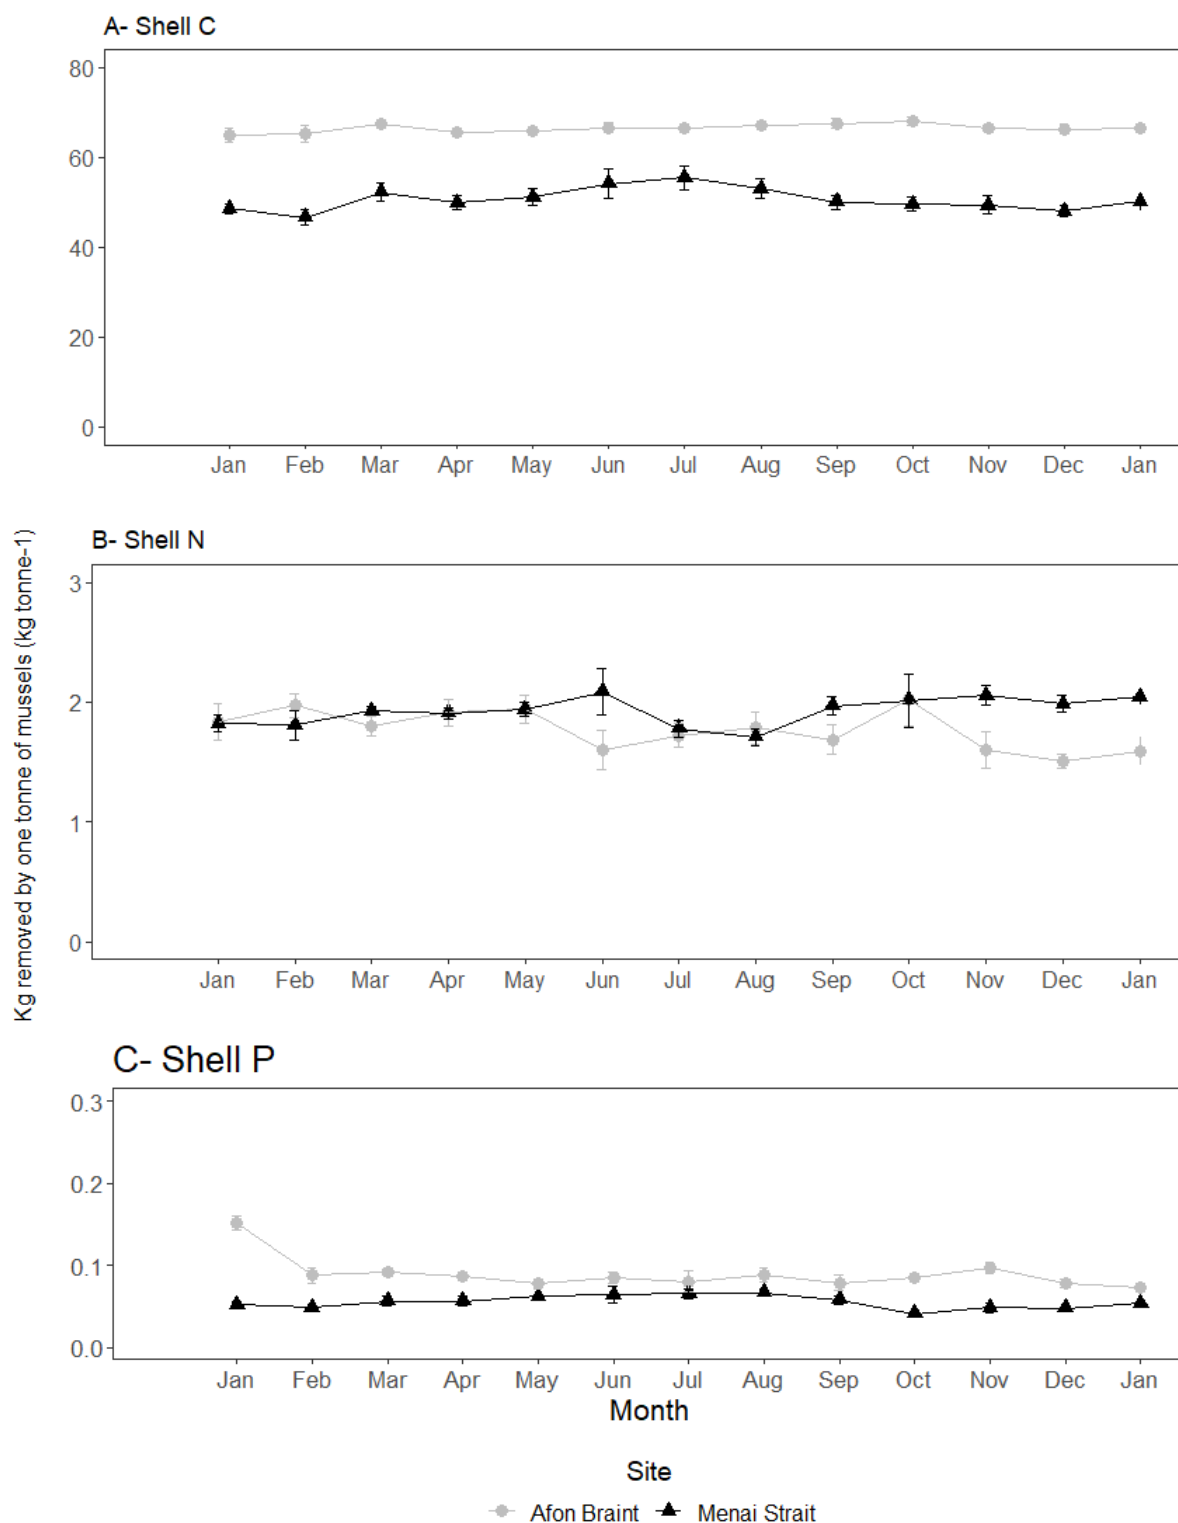 A- Shell C
80
60
40
20
0
Jan Feb Mar Apr May Jun Jul Aug Sep Oct Nov Dec Jan
Kg removed by one tonne of mussels (kg tonne-1)
B- Shell N
3
2
1
0
Jan Feb Mar Apr May Jun Jul Aug Sep Oct Nov Dec Jan
C- Shell P
0.3
0.2
0.1
0.0
Jan Feb Mar Apr May Jun Jul Aug Sep Oct Nov Dec Jan
Month
Site
Afon Braint Menai Strait